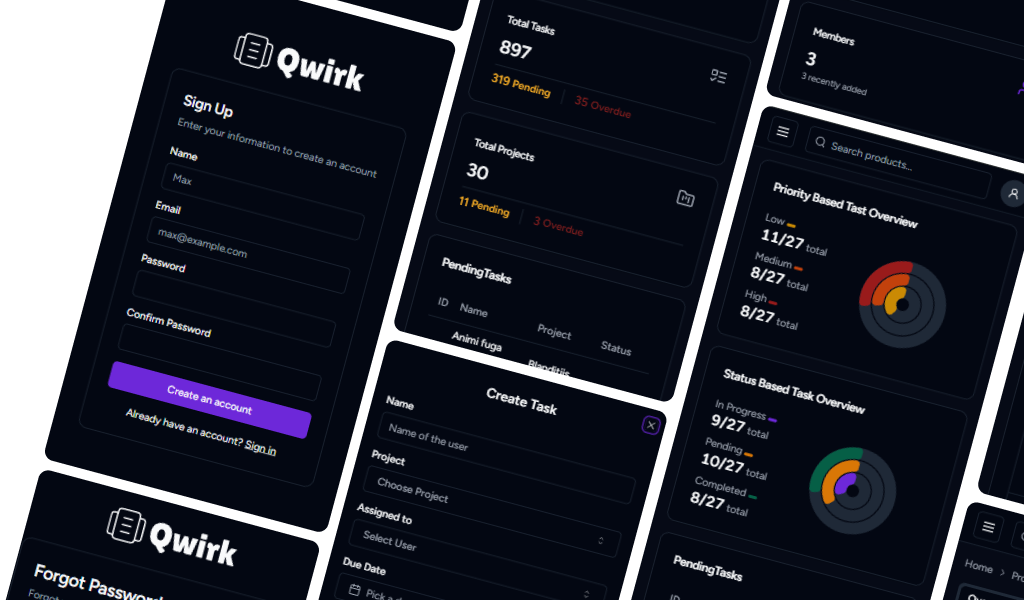 Qwirk
Sign Up
Enter your information to create an account
Name
Max
Email
max@example.com
Password
Confirm Password
Create an account
Already have an account? Sign in
Qwirk
Forgot Password
Total Tasks
897
319 Pending
35 Overdue
Total Projects
30
11 Pending
3 Overdue
PendingTasks
ID Name Project Status
Animi fuga
Blanditiis
Create Task
Name
Name of the user
Project
Choose Project
Assigned to
Select User
Due Date
Pick a
Members
3
3 recently added
Search products...
Priority Based Tast Overview
Low
11/27 total
Medium
8/27 total
High
8/27 total
Status Based Task Overview
In Progress
9/27 total
Pending
10/27 total
Completed
8/27 total
PendingTasks
ID
Home > Pro